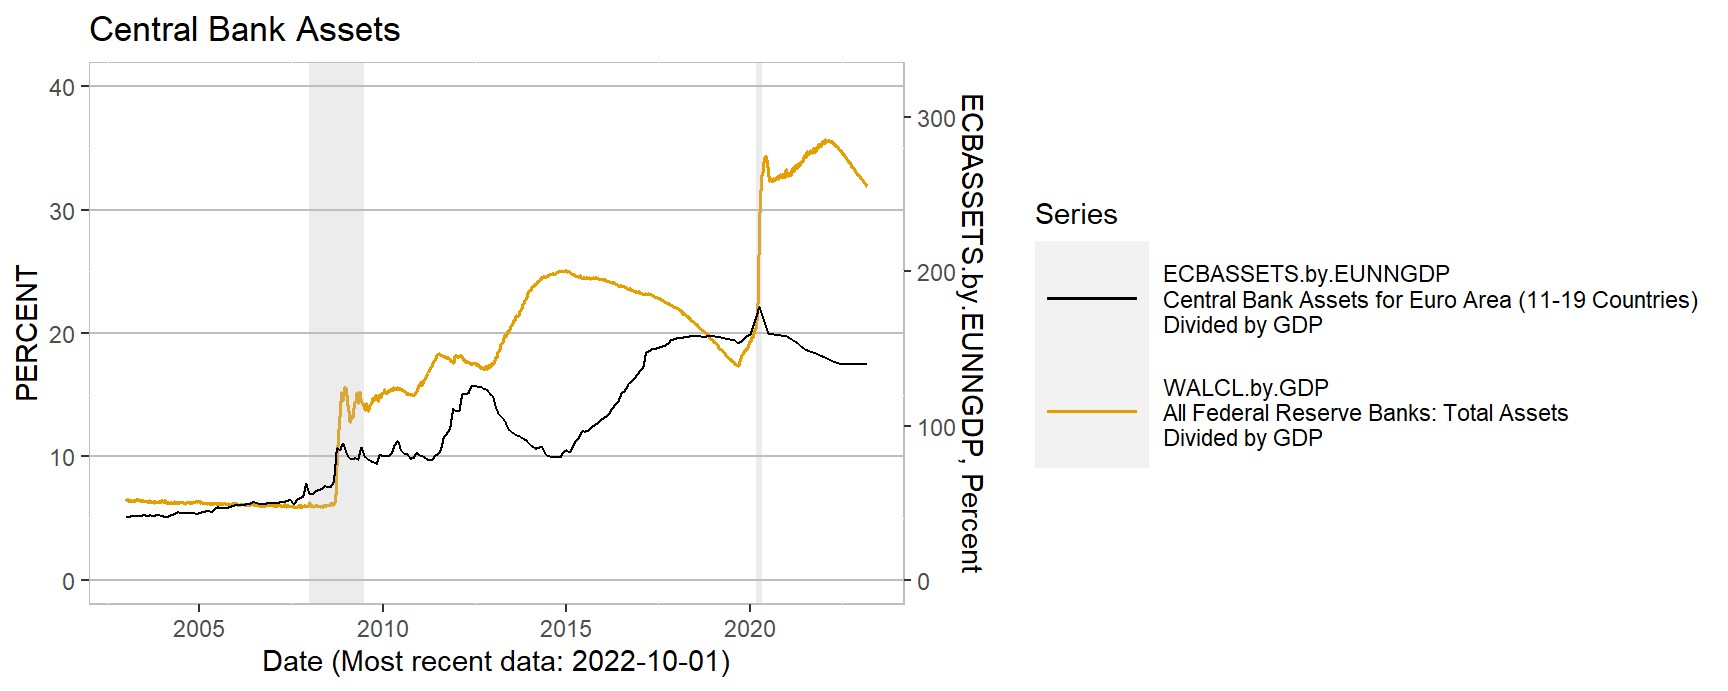 Central Bank Assets
PERCENT
40
30
20
10
0
300
200
100
0
ECBASSETS.by.EUNNGDP, Percent
2005
2010
2015
2020
Date (Most recent data: 2022-10-01)
Series
ECBASSETS.by.EUNNGDP
Central Bank Assets for Euro Area (11-19 Countries)
Divided by GDP
WALCL.by.GDP
All Federal Reserve Banks: Total Assets
Divided by GDP